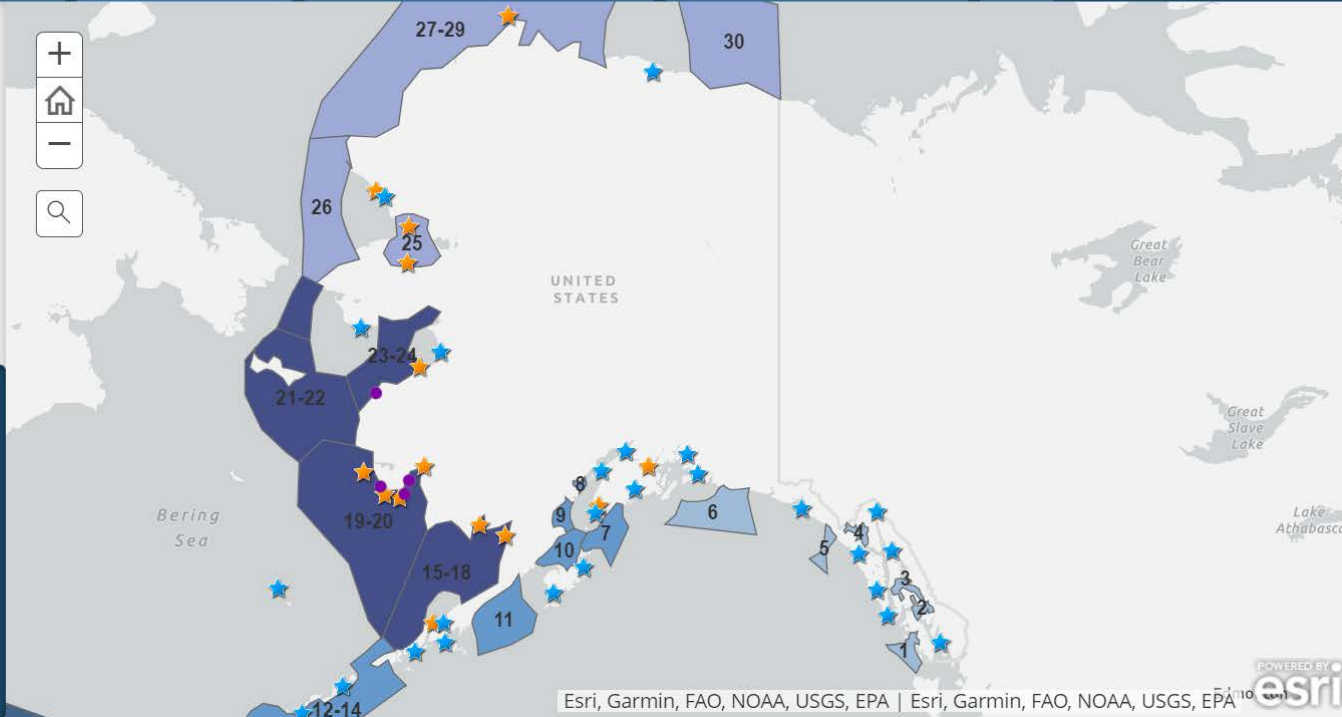 27-29
30
+
−
26
25
Great
Bear
Lake
UNITED
STATES
23-24
21-22
Great
Slave
Lake
8
9
6
19-20
7
10
5
4
Bering
Sea
Lake
Athabasc
15-18
3
2
11
1
12-14
POWERED BY
esri
Esri, Garmin, FAO, NOAA, USGS, EPA | Esri, Garmin, FAO, NOAA, USGS, EPA